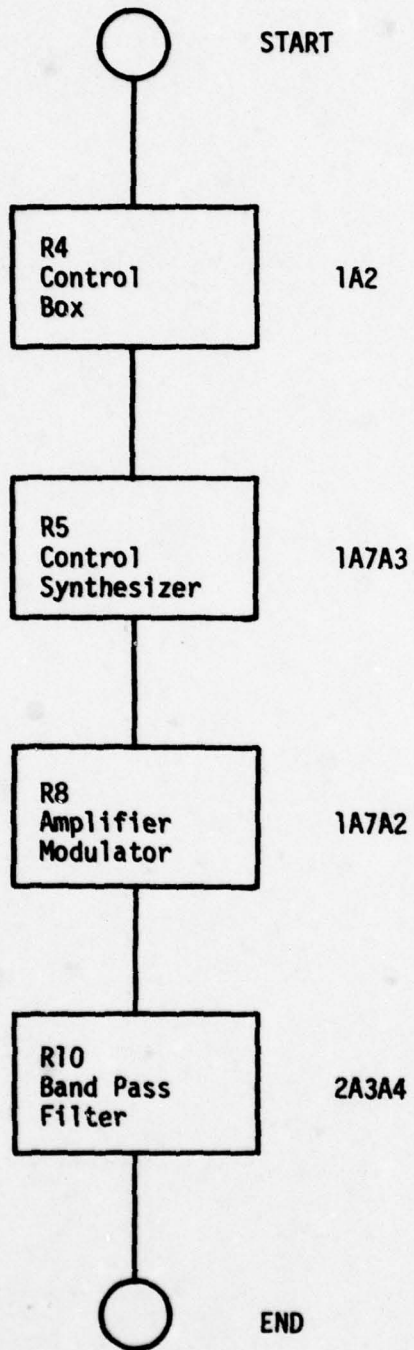 START
R4
Control
Box
1A2
R5
Control
Synthesizer
1A7A3
R8
Amplifier
Modulator
1A7A2
R10
Band Pass
Filter
2A3A4
END